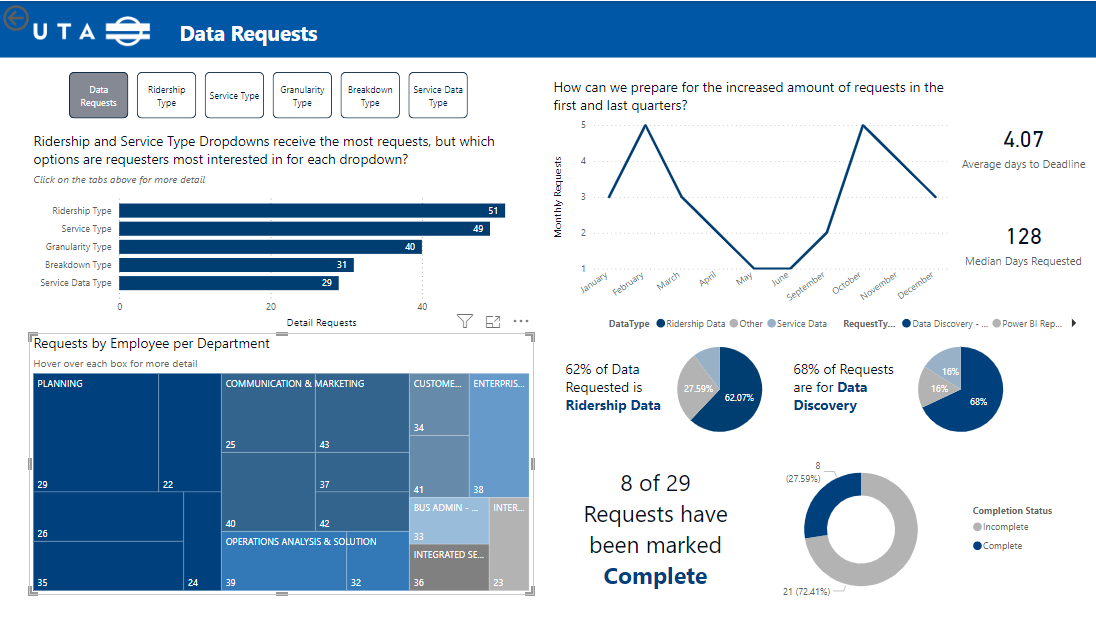 UTA
Data Requests
Data
Requests
Ridership
Type
Service Type
Granularity
Type
Breakdown
Type
Service Data
Type
Ridership and Service Type Dropdowns receive the most requests, but which
options are requesters most interested in for each dropdown?
Click on the tabs above for more detail
Ridership Type
51
Service Type
49
Granularity Type
40
Breakdown Type
31
Service Data Type
29
0
20
40
Detail Requests
Requests by Employee per Department
Hover over each box for more detail
PLANNING
29
22
26
35
24
COMMUNICATION & MARKETING
25
43
37
40
42
OPERATIONS ANALYSIS & SOLUTION
39
32
CUSTOME...
34
41
ENTERPRIS...
38
BUS ADMIN - ...
33
INTER...
23
INTEGRATED SE...
36
How can we prepare for the increased amount of requests in the
first and last quarters?
Monthly Requests
5
4
3
2
1
January
February
March
April
May
June
September
October
November
December
4.07
Average days to Deadline
128
Median Days Requested
DataType Ridership Data Other Service Data
RequestTy... Data Discovery - ... Power BI Rep...
62% of Data
Requested is
Ridership Data
27.59%
62.07%
68% of Requests
are for Data
Discovery
16%
16%
68%
8 of 29
Requests have
been marked
Complete
8
(27.59%)
21 (72.41%)
Completion Status
Incomplete
Complete